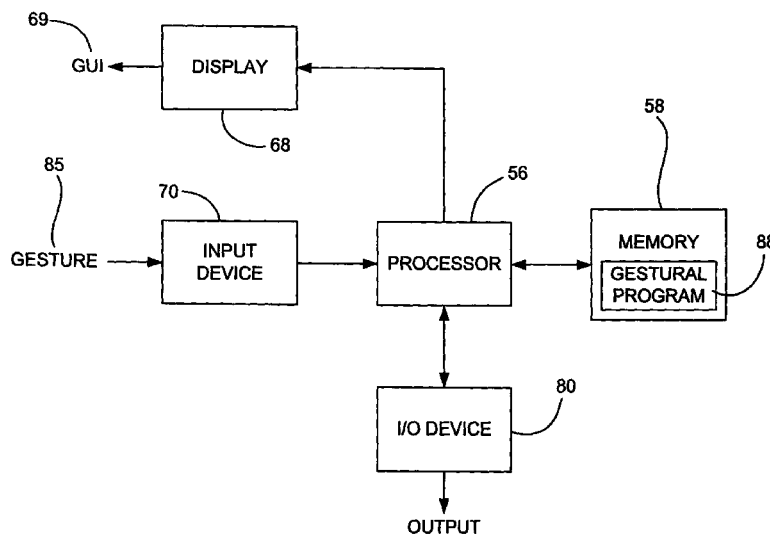 69
GUI
DISPLAY
68
85
GESTURE
70
INPUT
DEVICE
56
PROCESSOR
58
MEMORY
GESTURAL
PROGRAM
88
80
I/O DEVICE
OUTPUT